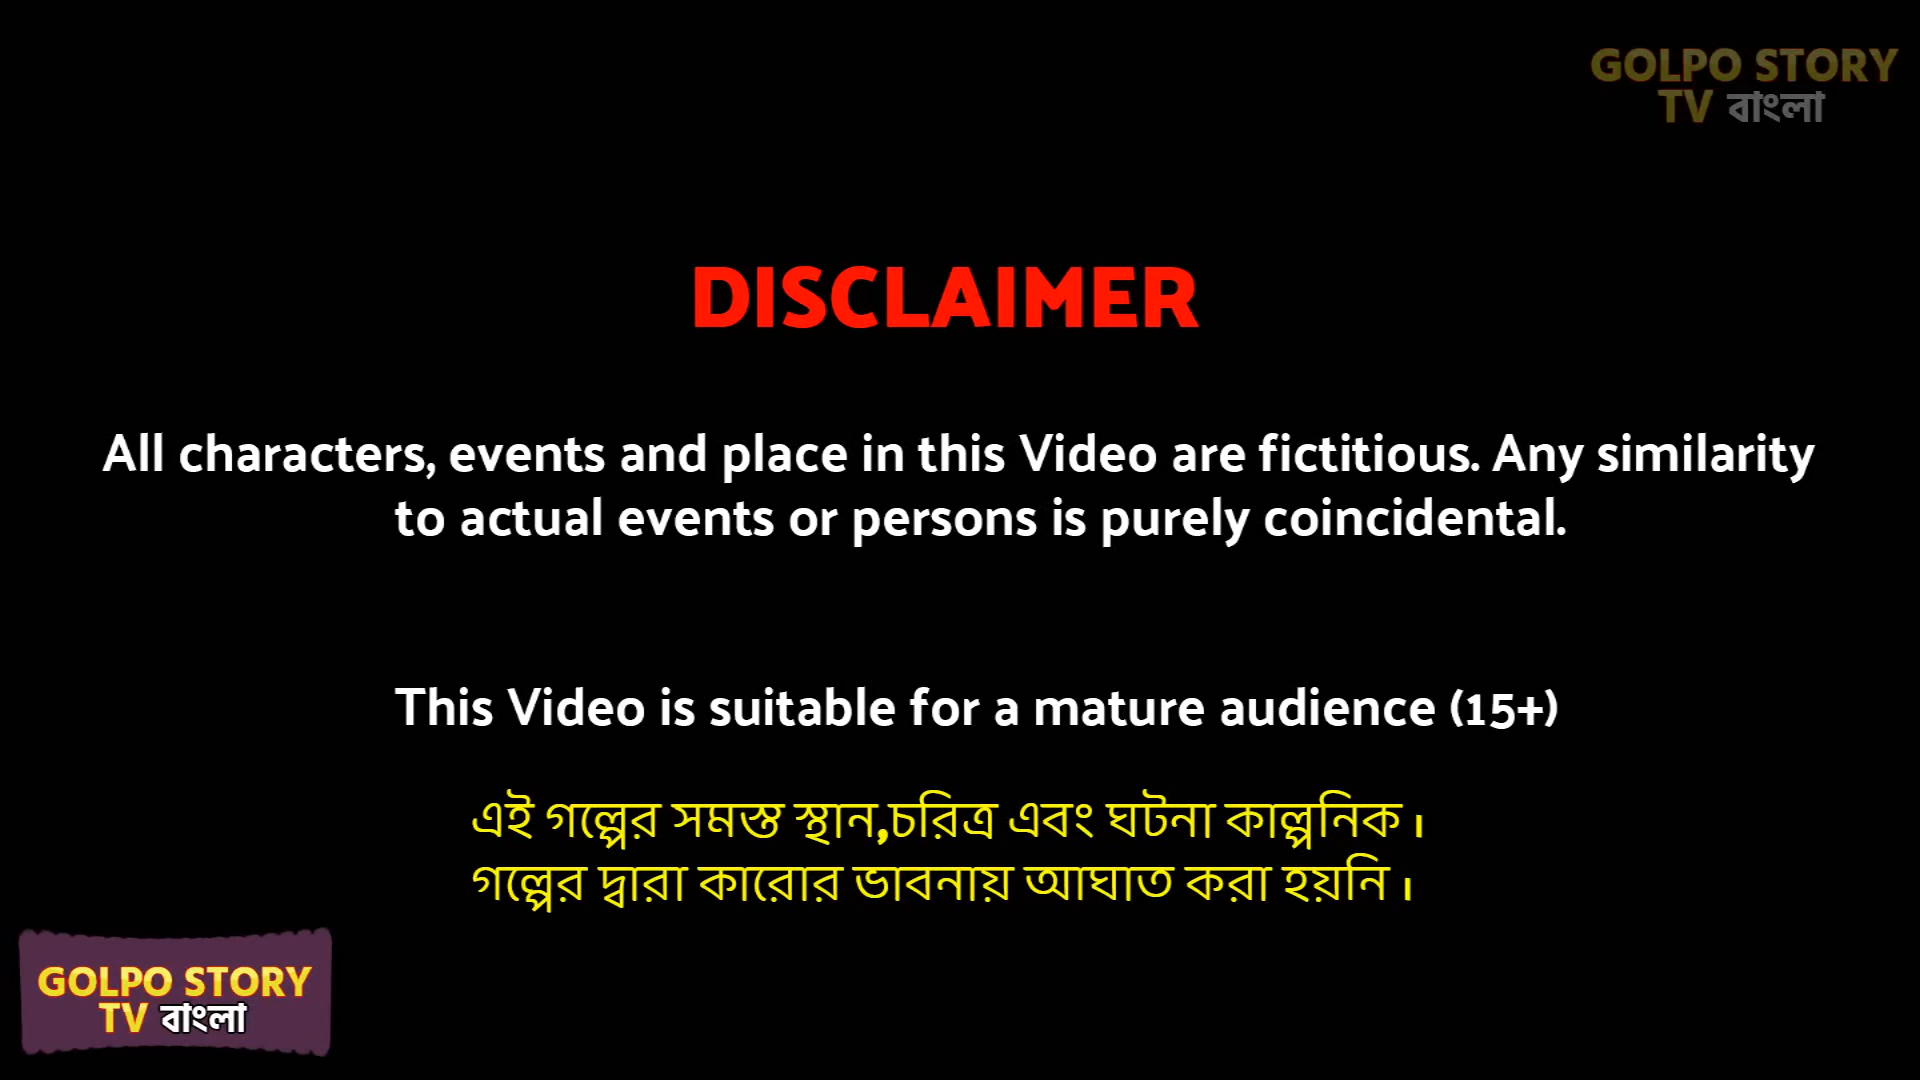 GOLPO STORY
TV বাংলা
DISCLAIMER
All characters, events and place in this Video are fictitious. Any similarity
to actual events or persons is purely coincidental.
This Video is suitable for a mature audience (15+)
এই গল্পের সমস্ত স্থান,চরিত্র এবং ঘটনা কাল্পনিক।
গল্পের দ্বারা কারোর ভাবনায় আঘাত করা হয়নি।
GOLPO STORY
TV বাংলা